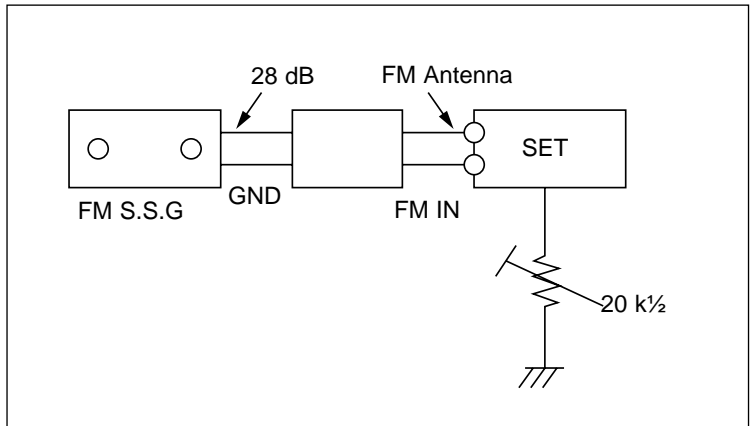 28 dB
FM Antenna
SET
FM S.S.G
GND
FM IN
20 k½